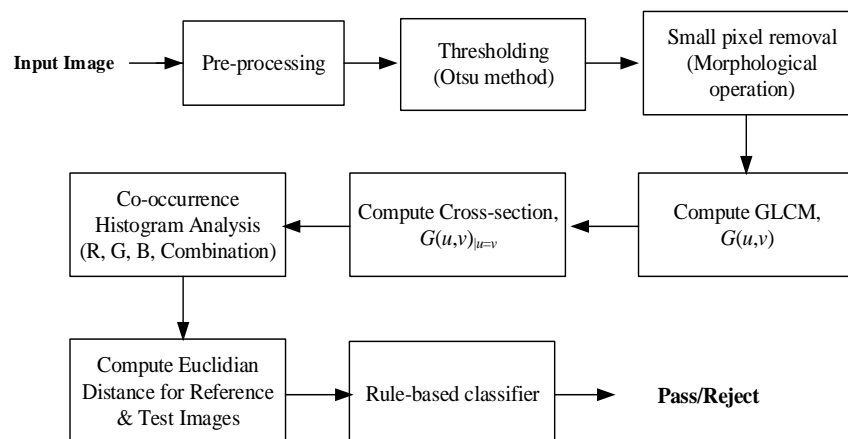 Input Image
Pre-processing
Thresholding
(Otsu method)
Small pixel removal
(Morphological
operation)
Compute GLCM,
G(u,v)
Compute Cross-section,
G(u,v)|u=v
Co-occurrence
Histogram Analysis
(R, G, B, Combination)
Compute Euclidian
Distance for Reference
& Test Images
Rule-based classifier
Pass/Reject